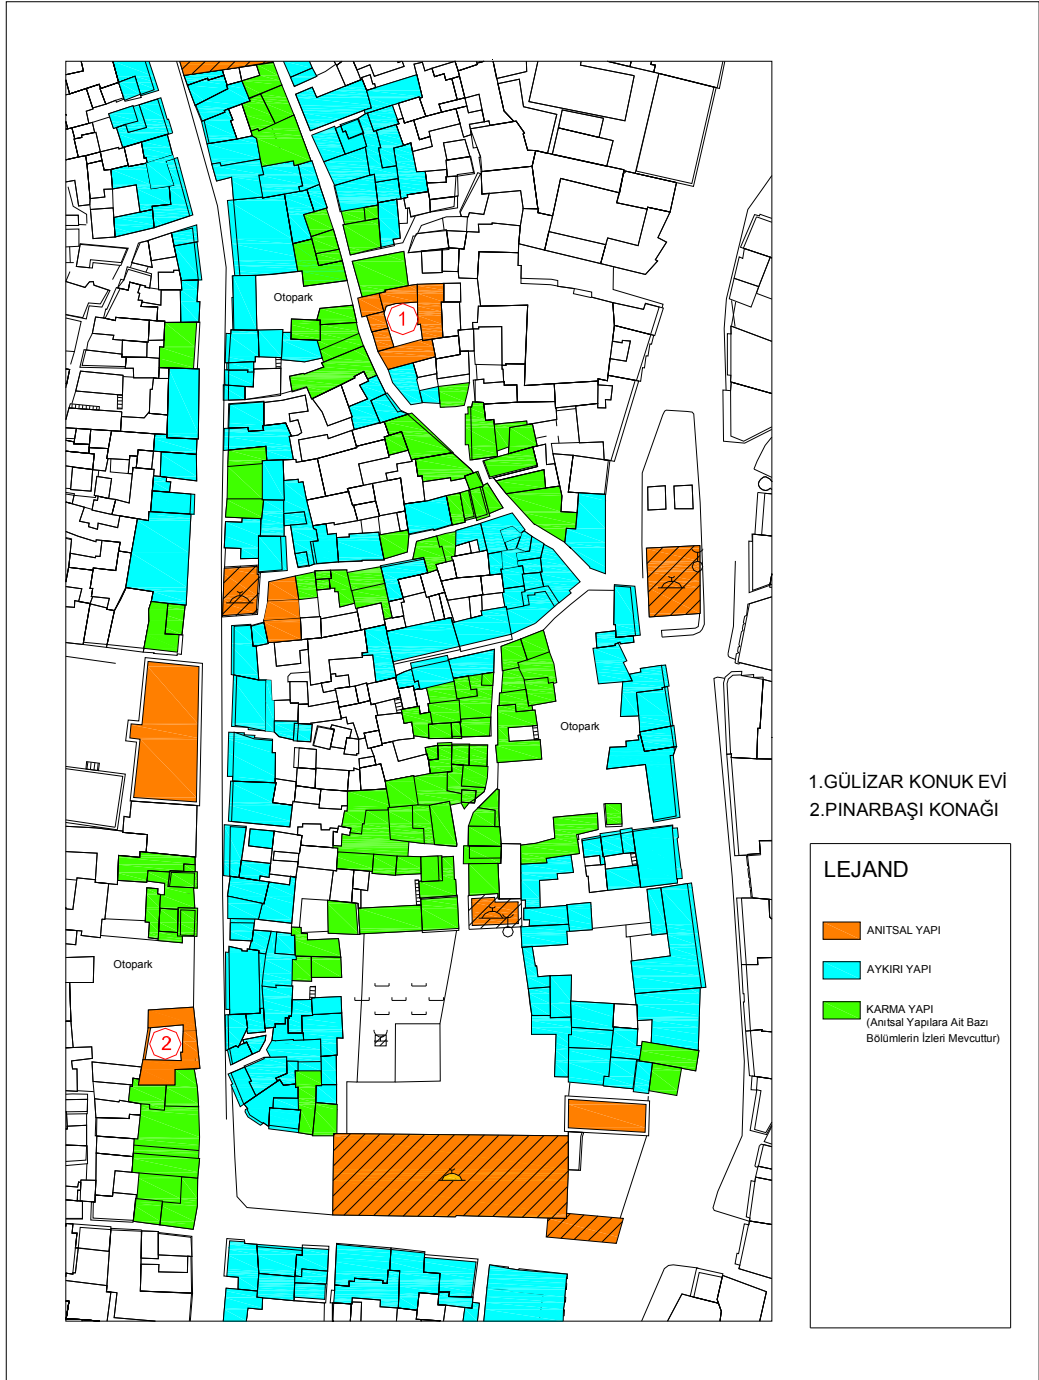 Otopark
1
Otopark
Otopark
2
1.GÜLİZAR KONUK EVİ
2.PINARBAŞI KONAĞI
LEJAND
ANITSAL YAPI
AYKIRI YAPI
KARMA YAPI
(Anıtsal Yapılara Ait Bazı
Bölümlerin İzleri Mevcuttur)